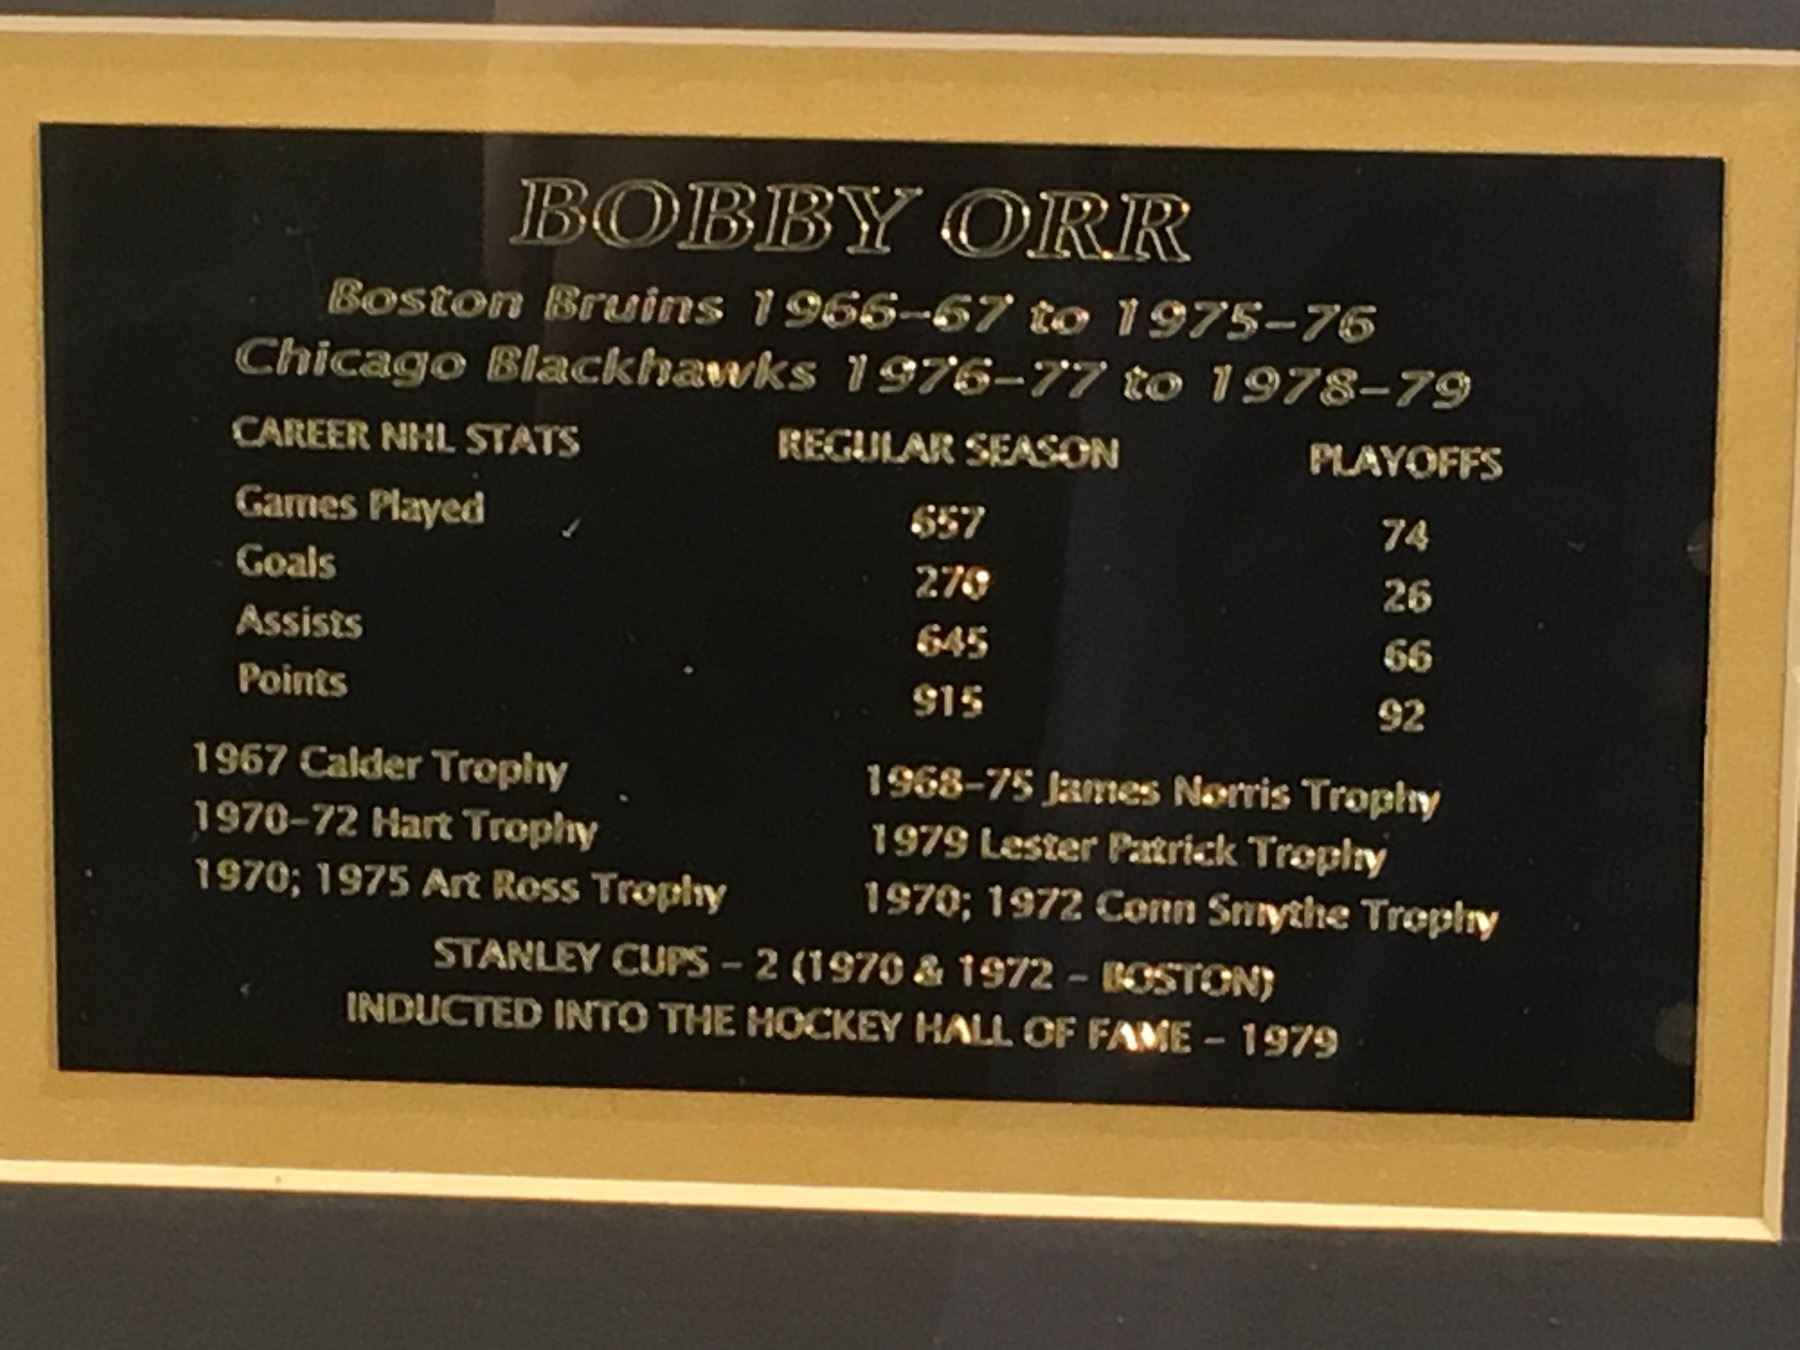 BOBBY ORR
Boston Bruins 1966-67 to 1975-76
Chicago Blackhawks 1976-77 to 1978-79
CAREER NHL STATS REGULAR SEASON PLAYOFFS
Games Played 657 74
Goals 270 26
Assists 645 66
Points 915 92
1967 Calder Trophy 1968-75 James Norris Trophy
1970-72 Hart Trophy 1979 Lester Patrick Trophy
1970; 1975 Art Ross Trophy 1970; 1972 Conn Smythe Trophy
STANLEY CUPS - 2 (1970 & 1972 - BOSTON)
INDUCTED INTO THE HOCKEY HALL OF FAME - 1979